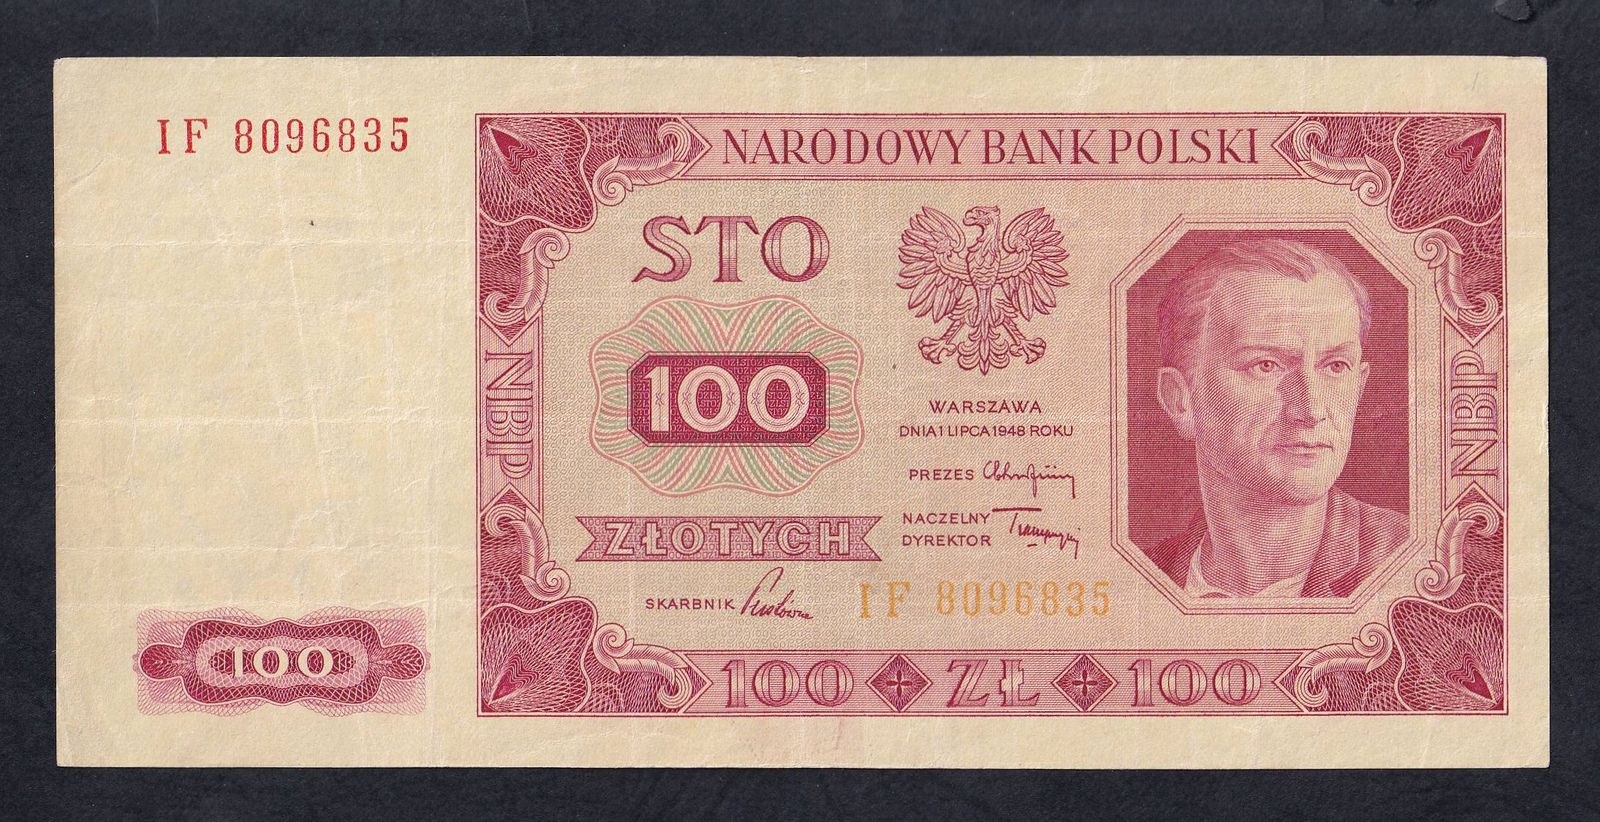 IF 8096835
NARODOWY BANK POLSKI
STO
100
ZŁOTYCH
WARSZAWA
DNIA 1 LIPCA 1948 ROKU
PREZES
NACZELNY
DYREKTOR
SKARBNIK
IF 8096835
NBP
NBP
100
100 ZŁ 100